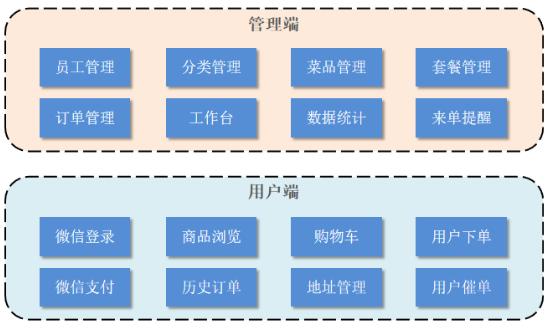 管理端
员工管理 分类管理 菜品管理 套餐管理
订单管理 工作台 数据统计 来单提醒
用户端
微信登录 商品浏览 购物车 用户下单
微信支付 历史订单 地址管理 用户催单